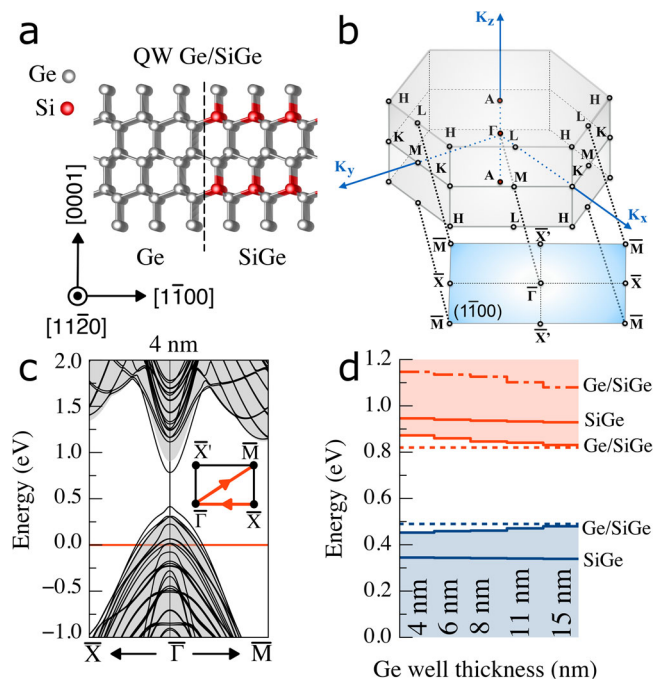 a
QW Ge/SiGe
Ge
Si
[0001]
Ge
SiGe
[11̄00]
[112̄0]
b
Kz
H
L
A
H
L
K
Γ
L
K
Ky
M
H
H
M
K
K
A
M
Kx
H
L
H
M̄
X̄'
M̄
X̄
Γ̄
X̄
(11̄00)
M̄
X̄'
M̄
c
4 nm
2.0
1.5
1.0
0.5
0.0
−0.5
−1.0
Energy (eV)
X̄'
M̄
Γ̄
X̄
X̄
Γ̄
M̄
d
1.2
1.0
0.8
0.6
0.4
0.2
0.0
Energy (eV)
Ge/SiGe
SiGe
Ge/SiGe
Ge/SiGe
SiGe
4 nm
6 nm
8 nm
11 nm
15 nm
Ge well thickness (nm)